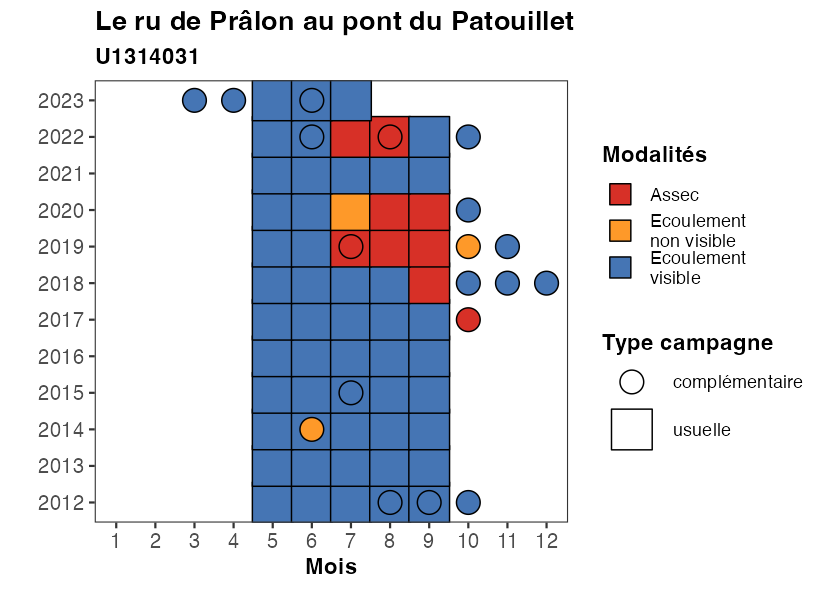 Le ru de Prâlon au pont du Patouillet
U1314031
2023
2022
2021
2020
2019
2018
2017
2016
2015
2014
2013
2012
1 2 3 4 5 6 7 8 9 10 11 12
Mois
Modalités
Assec
Ecoulement
non visible
Ecoulement
visible
Type campagne
complémentaire
usuelle